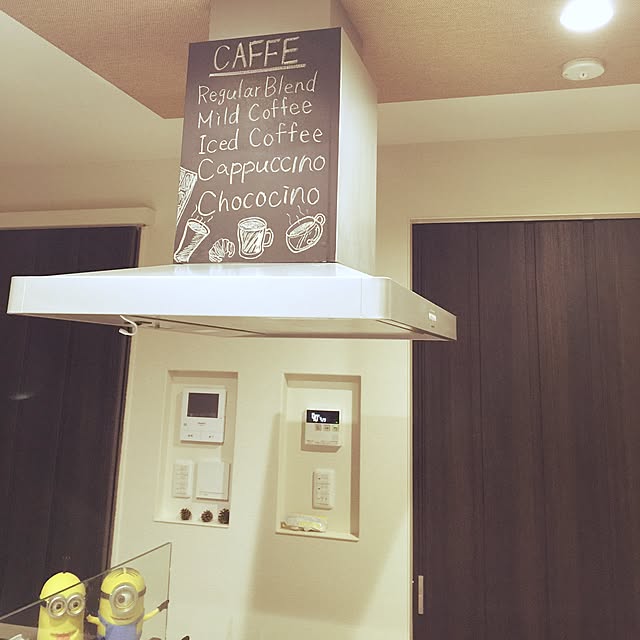 CAFFE
Regular Blend
Mild Coffee
Iced Coffee
Cappuccino
Chococino